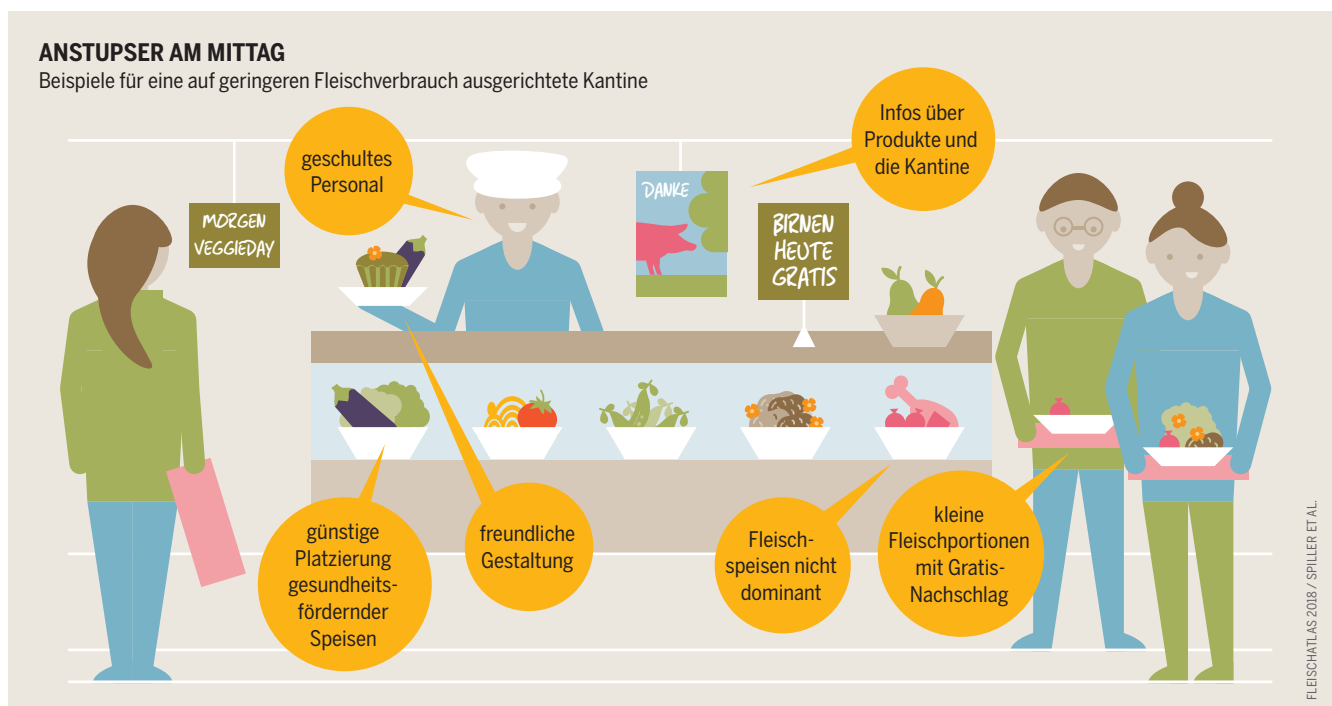 ANSTUPSER AM MITTAG
Beispiele für eine auf geringeren Fleischverbrauch ausgerichtete Kantine
geschultes
Personal
Infos über
Produkte und
die Kantine
MORGEN
VEGGIEDAY
DANKE
BIRNEN
HEUTE
GRATIS
günstige
Platzierung
gesundheits-
fördernder
Speisen
freundliche
Gestaltung
Fleisch-
speisen nicht
dominant
kleine
Fleischportionen
mit Gratis-
Nachschlag
FLEISCHATLAS 2018 / SPILLER ET AL.